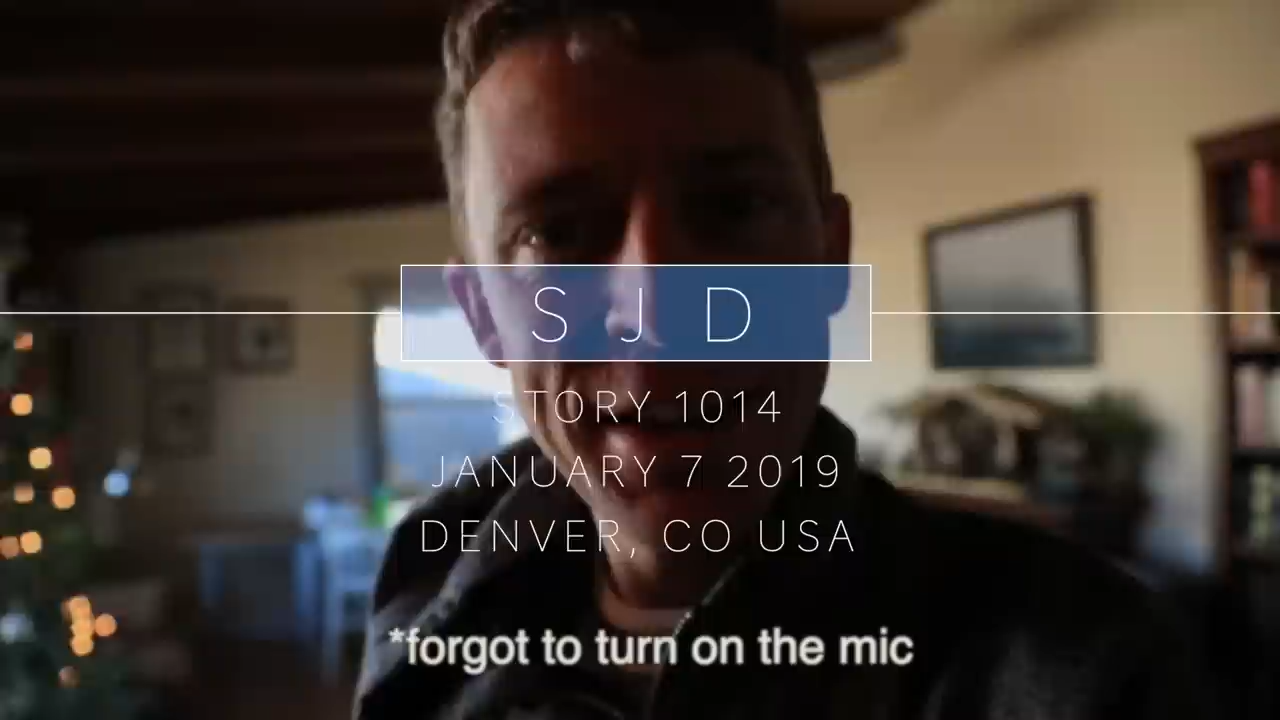 S J D
STORY 1014
JANUARY 7 2019
DENVER, CO USA
*forgot to turn on the mic